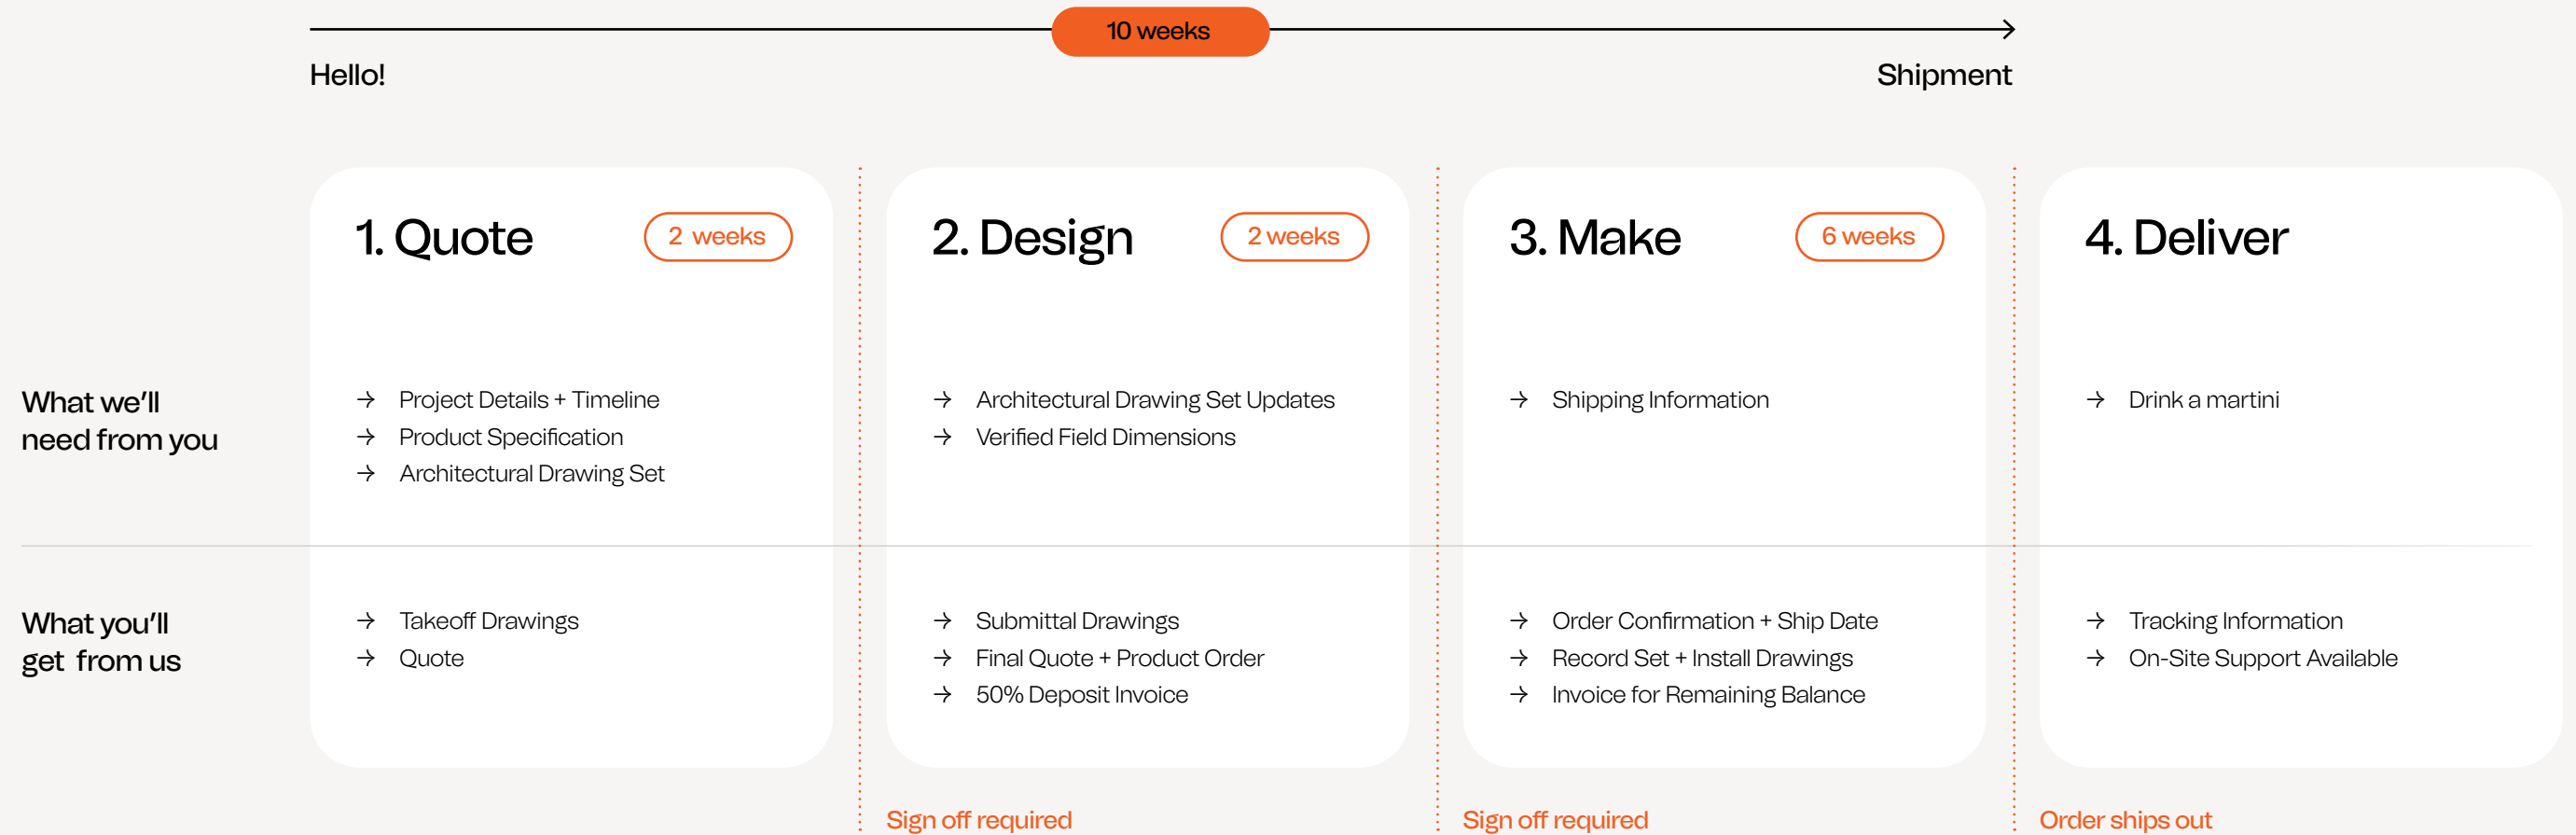 10 weeks
Hello!
Shipment
1. Quote
2 weeks
2. Design
2 weeks
3. Make
6 weeks
4. Deliver
What we'll
need from you
→ Project Details + Timeline
→ Product Specification
→ Architectural Drawing Set
→ Architectural Drawing Set Updates
→ Verified Field Dimensions
→ Shipping Information
→ Drink a martini
What you'll
get from us
→ Takeoff Drawings
→ Quote
→ Submittal Drawings
→ Final Quote + Product Order
→ 50% Deposit Invoice
→ Order Confirmation + Ship Date
→ Record Set + Install Drawings
→ Invoice for Remaining Balance
→ Tracking Information
→ On-Site Support Available
Sign off required
Sign off required
Order ships out